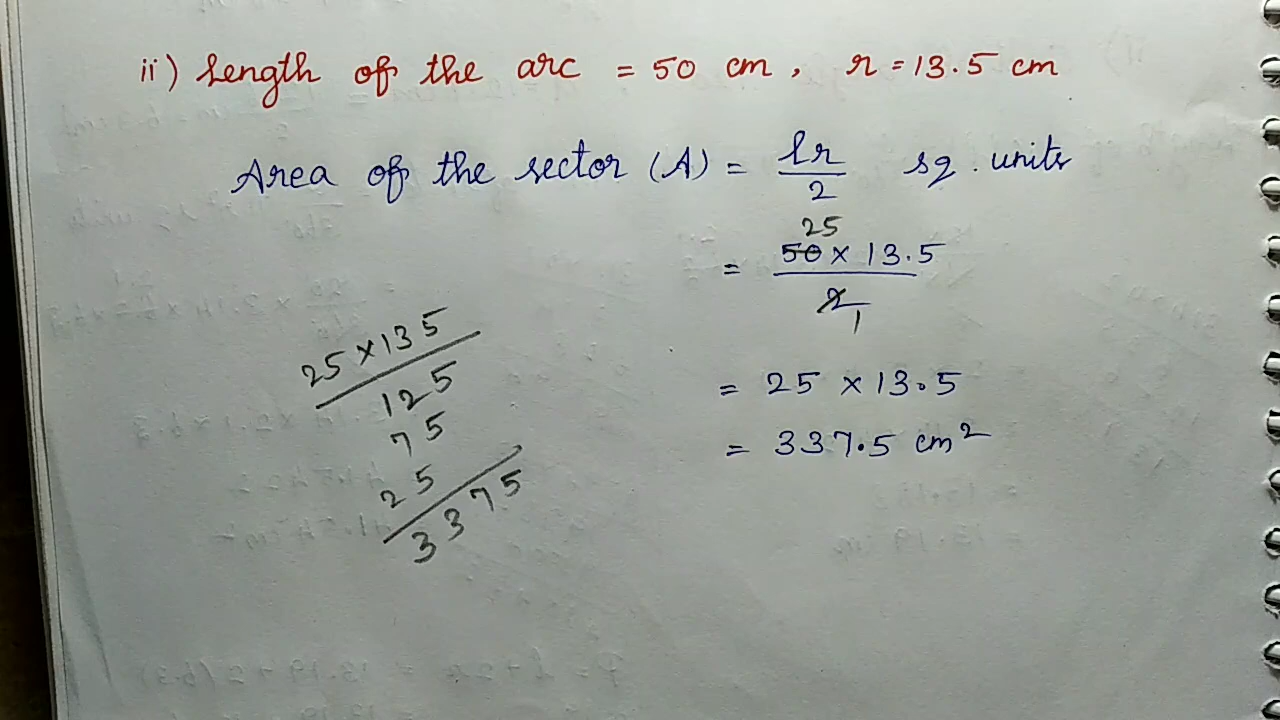 ii) Length of the arc = 50 cm, r = 13.5 cm
Area of the sector (A) = lr/2 sq. units
25
= 50 × 13.5
2
1
= 25 × 13.5
= 337.5 cm²
25 × 135
125
75
25
3375